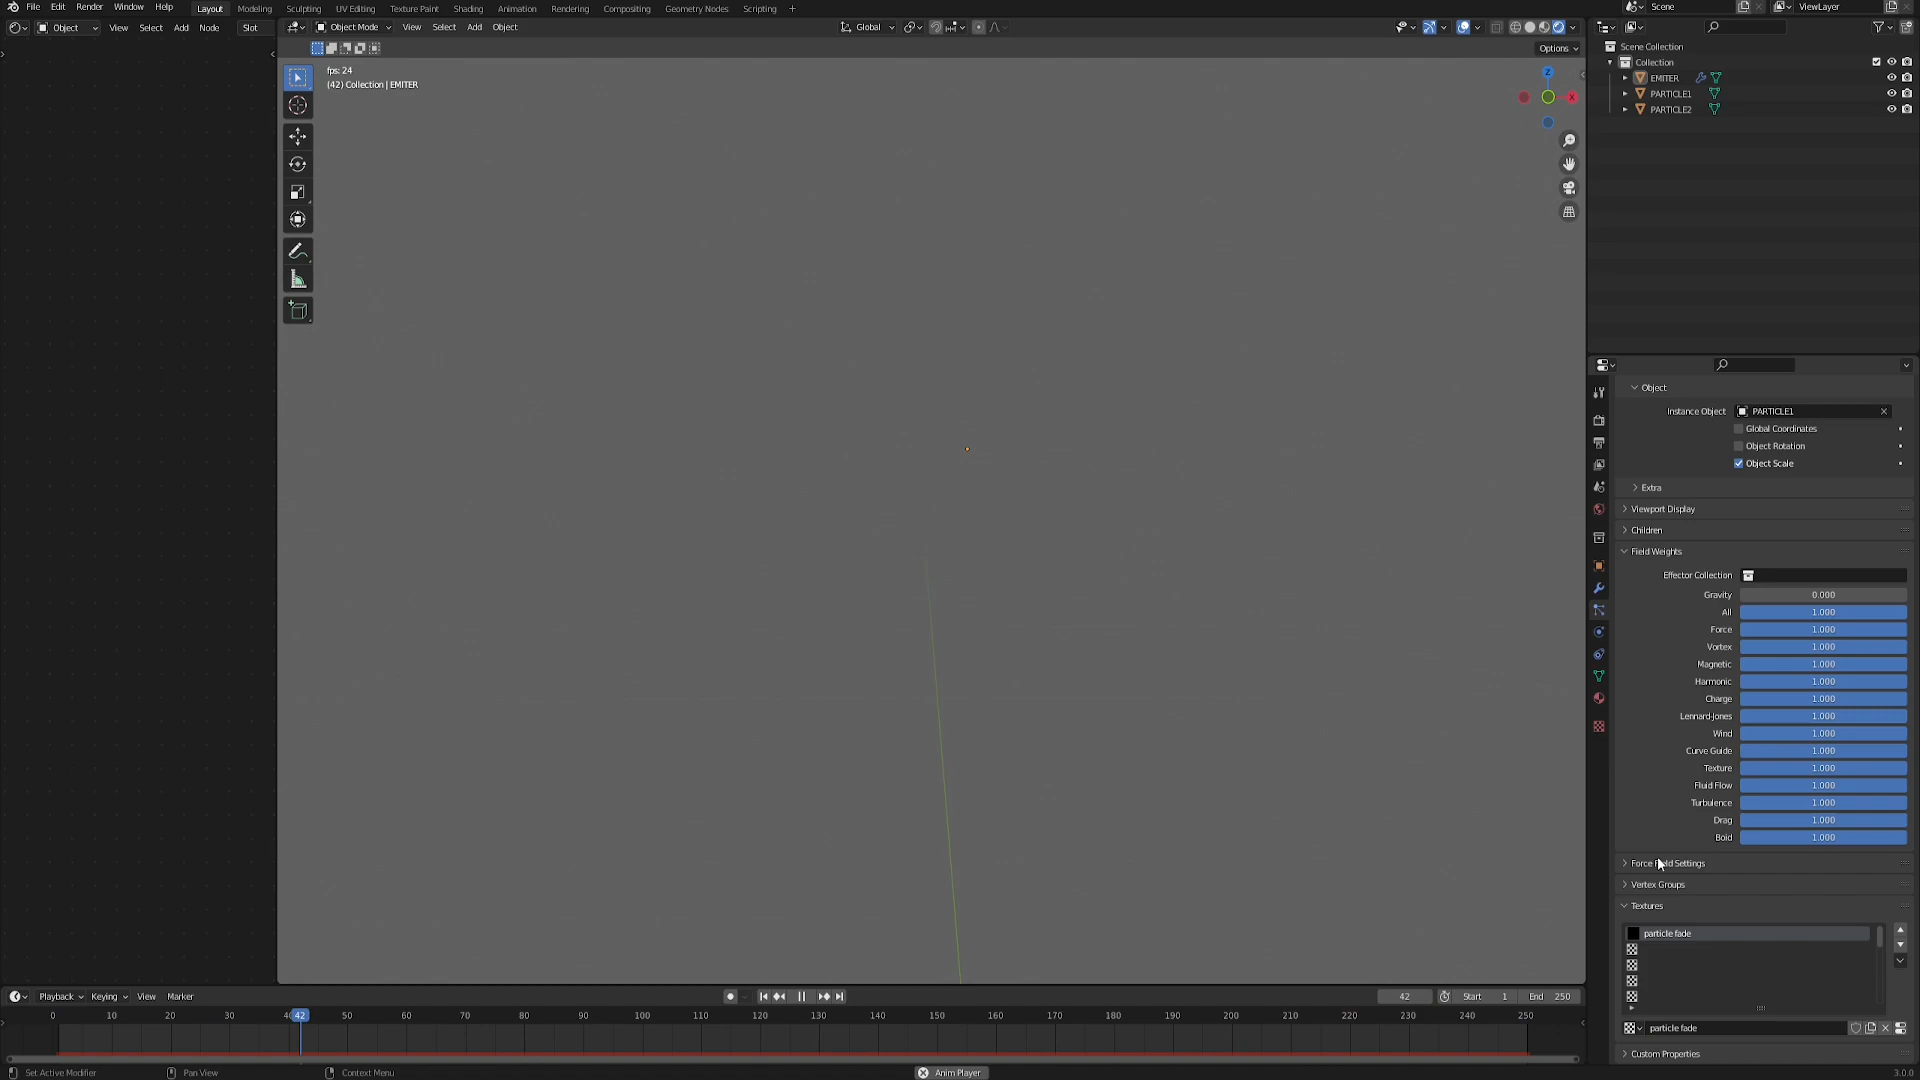 File Edit Render Window Help Layout Modeling Sculpting UV Editing Texture Paint Shading Animation Rendering Compositing Geometry Nodes Scripting + Scene ViewLayer
Object View Select Add Node Slot Object Mode View Select Add Object Global
Options
fps: 24
(42) Collection | EMITER
Z
X
Scene Collection
Collection
EMITER
PARTICLE1
PARTICLE2
Object
Instance Object PARTICLE1
Global Coordinates
Object Rotation
Object Scale
Extra
Viewport Display
Children
Field Weights
Effector Collection
Gravity 0.000
All 1.000
Force 1.000
Vortex 1.000
Magnetic 1.000
Harmonic 1.000
Charge 1.000
Lennard-Jones 1.000
Wind 1.000
Curve Guide 1.000
Texture 1.000
Fluid Flow 1.000
Turbulence 1.000
Drag 1.000
Boid 1.000
Force Field Settings
Vertex Groups
Textures
particle fade
particle fade
Custom Properties
Playback Keying View Marker 42 Start 1 End 250
0 10 20 30 42 50 60 70 80 90 100 110 120 130 140 150 160 170 180 190 200 210 220 230 240 250
Set Active Modifier Pan View Context Menu Anim Player 3.0.0